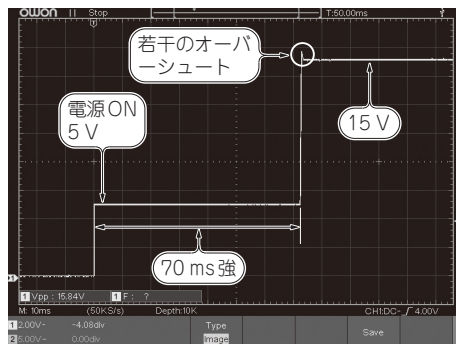 owon
Stop
T:50.00ms
T
若干のオーバ
ーシュート
電源ON
5 V
15 V
70 ms強
1 Vpp : 15.84V
1 F : ?
M: 10ms (50KS/s) Depth:10K CH1:DC- 4.00V
1 2.00V~ -4.08div
2 5.00V~ 0.00div
Type
Image
Save